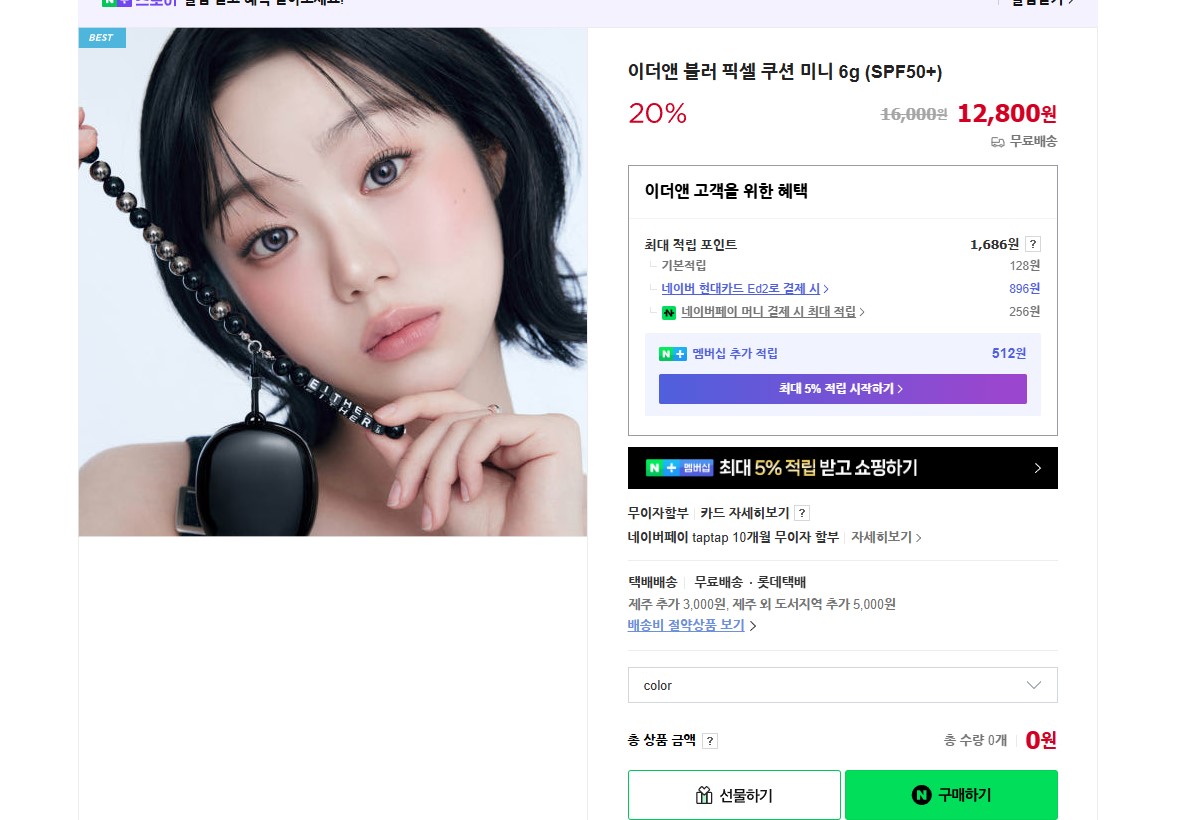 BEST
이더앤 블러 픽셀 쿠션 미니 6g (SPF50+)
20% 16,000원 12,800원
무료배송
이더앤 고객을 위한 혜택
최대 적립 포인트 1,686원 ?
기본적립 128원
네이버 현대카드 Ed2로 결제 시 896원
네이버페이 머니 결제 시 최대 적립 256원
N + 멤버십 추가 적립 512원
최대 5% 적립 시작하기
N + 멤버십 최대 5% 적립 받고 쇼핑하기
무이자할부 카드 자세히보기 ?
네이버페이 taptap 10개월 무이자 할부 자세히보기
택배배송 무료배송 · 롯데택배
제주 추가 3,000원, 제주 외 도서지역 추가 5,000원
배송비 절약상품 보기
color
총 상품 금액 ? 총 수량 0개 0원
선물하기 N 구매하기
EITHER&